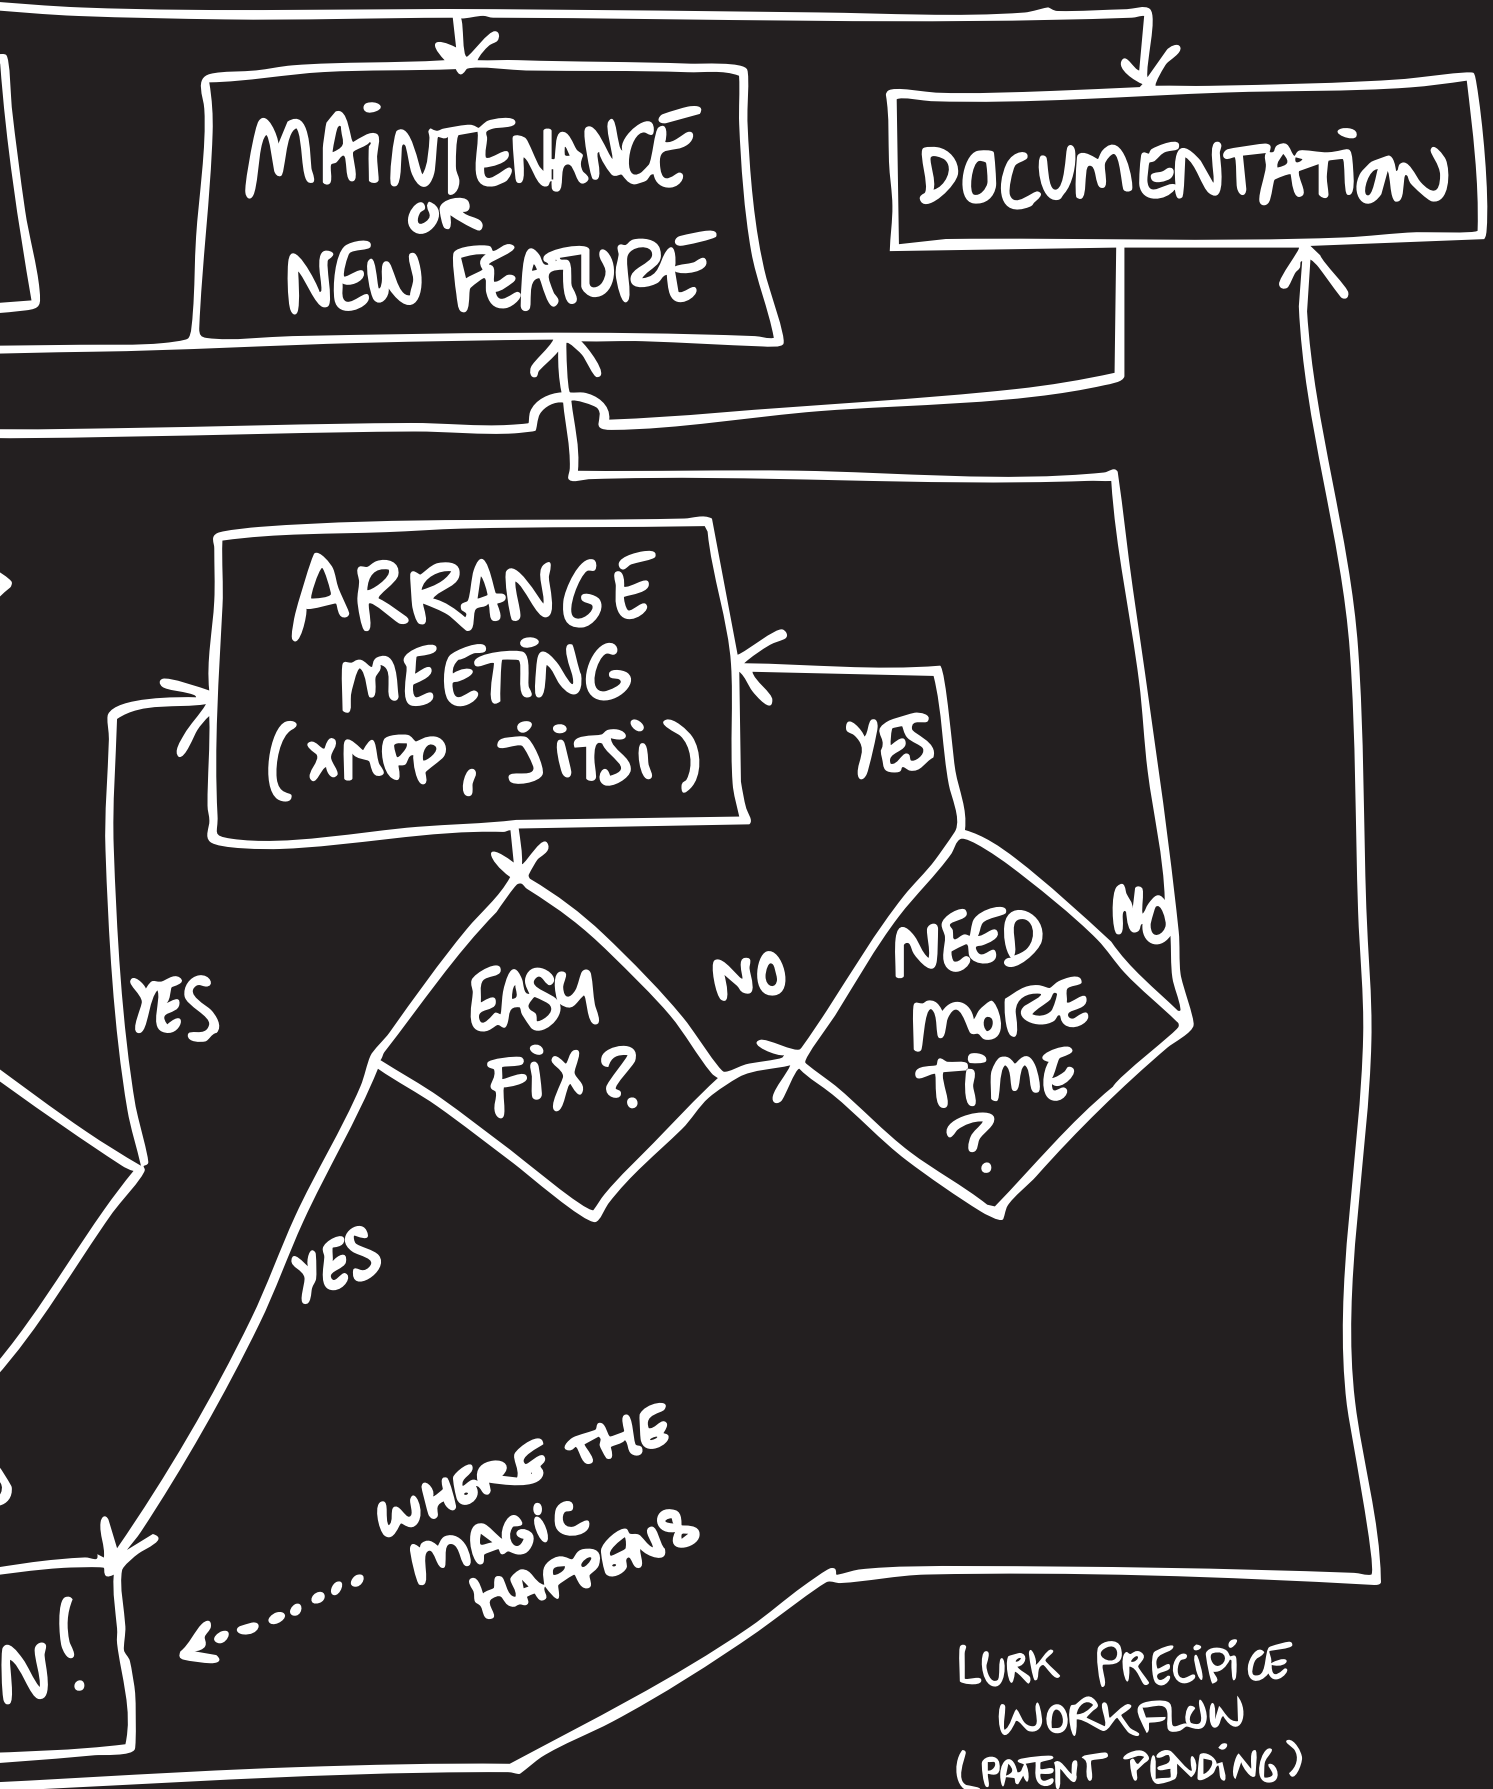 MAINTENANCE
OR
NEW FEATURE
DOCUMENTATION
ARRANGE
MEETING
(XMPP, JITSI)
YES
NO
NEED
MORE
TIME
?
EASY
FIX?
NO
YES
YES
WHERE THE
MAGIC
HAPPENS
N!
LURK PRECIPICE
WORKFLOW
(PATENT PENDING)